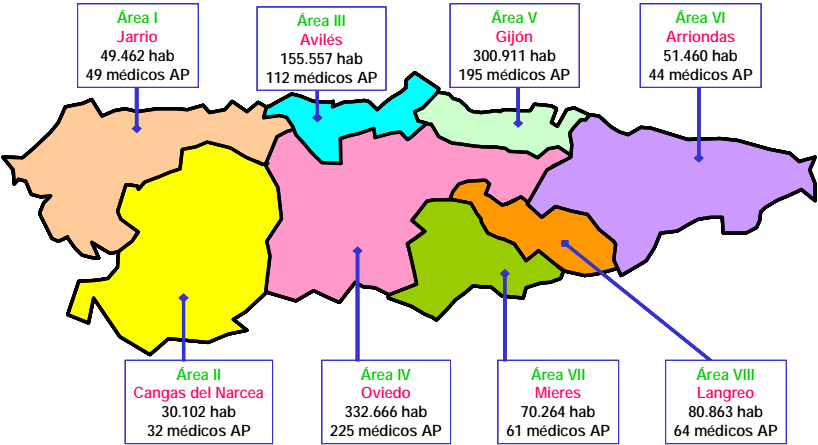 Área I
Jarrio
49.462 hab
49 médicos AP
Área III
Avilés
155.557 hab
112 médicos AP
Área V
Gijón
300.911 hab
195 médicos AP
Área VI
Arriondas
51.460 hab
44 médicos AP
Área II
Cangas del Narcea
30.102 hab
32 médicos AP
Área IV
Oviedo
332.666 hab
225 médicos AP
Área VII
Mieres
70.264 hab
61 médicos AP
Área VIII
Langreo
80.863 hab
64 médicos AP